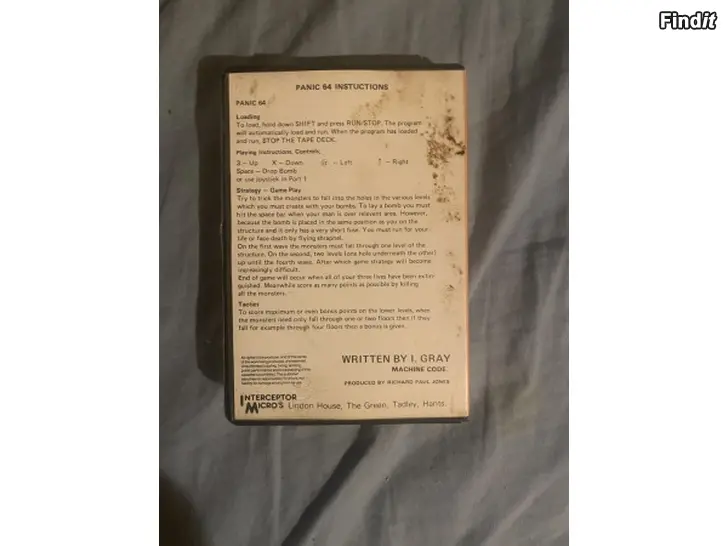 Findit
PANIC 64 INSTUCTIONS
PANIC 64
Loading
To load, hold down SHIFT and press RUN/STOP. The program
will automatically load and run. When the program has loaded
and run, STOP THE TAPE DECK.
Playing Instructions, Controls,
S – Up X – Down @ – Left ↑ – Right
Space – Drop Bomb
or use joystick in Port 1
Strategy – Game Play
Try to trick the monsters to fall into the holes in the various levels
which you must create with your bombs. To lay a bomb you must
hit the space bar when your man is over relevant area. However,
because the bomb is placed in the same position as you on the
structure and it only has a very short fuse. You must run for your
life or face death by flying shrapnel.
On the first wave the monsters must fall through one level of the
structure. On the second, two levels (one hole underneath the other)
up until the fourth wave. After which game strategy will become
increasingly difficult.
End of game will occur when all of your three lives have been extin-
guished. Meanwhile score as many points as possible by killing
all the monsters.
Tactics
To score maximum or even bonus points on the lower levels, when
the monsters need only fall through one or two floors then if they
fall for example through four floors then a bonus is given.
WRITTEN BY I. GRAY
MACHINE CODE.
PRODUCED BY RICHARD PAUL JONES
INTERCEPTOR
MICRO'S Lindon House, The Green, Tadley, Hants.